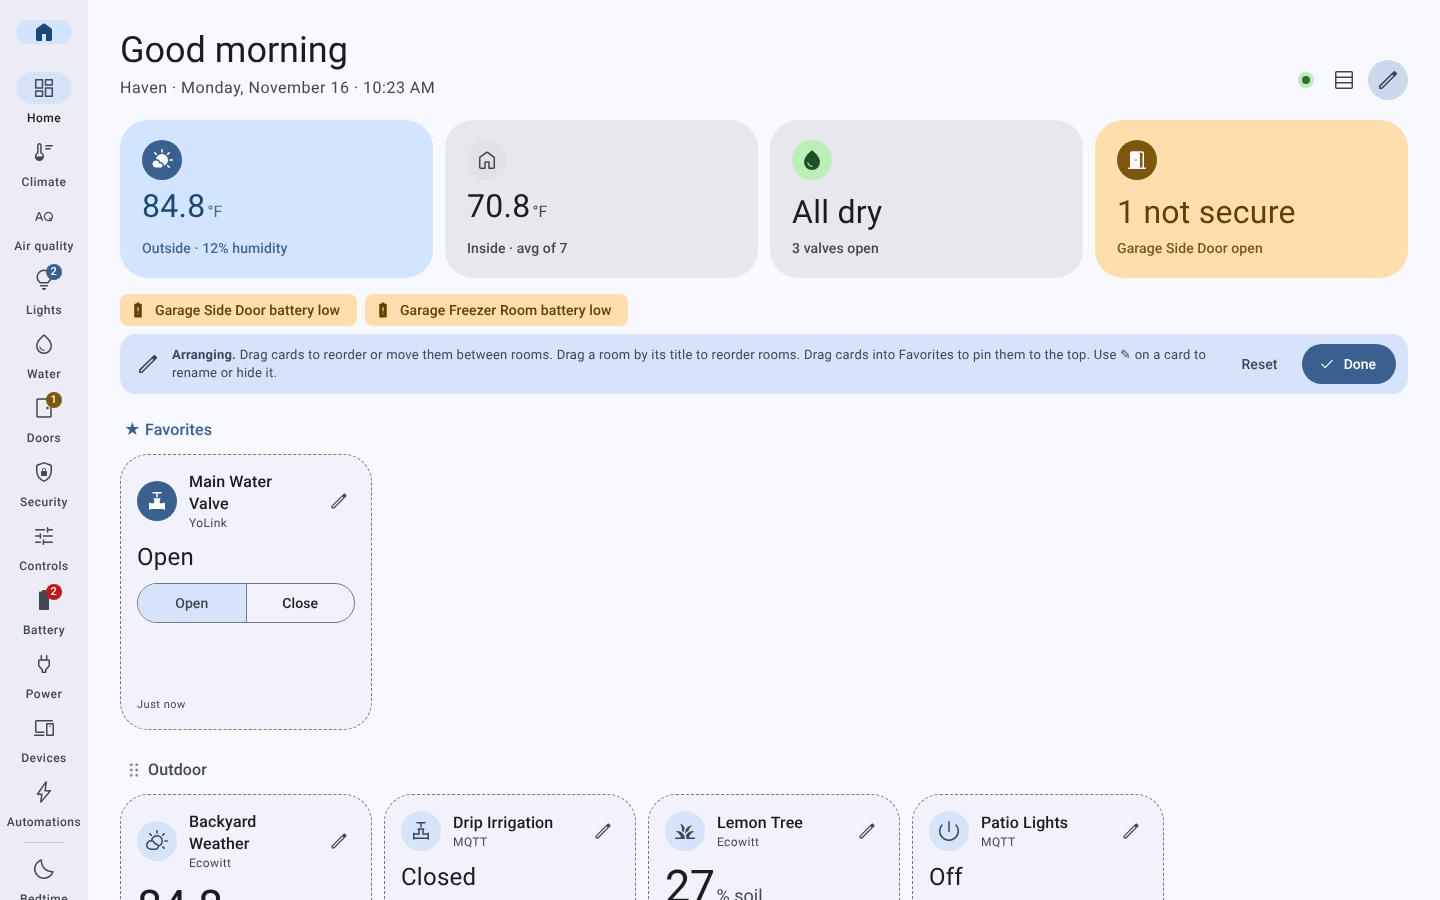 Good morning
Haven · Monday, November 16 · 10:23 AM
Home
Climate
AQ
Air quality
2
Lights
Water
1
Doors
Security
Controls
2
Battery
Power
Devices
Automations
Bedtime
84.8 °F
Outside · 12% humidity
70.8 °F
Inside · avg of 7
All dry
3 valves open
1 not secure
Garage Side Door open
Garage Side Door battery low
Garage Freezer Room battery low
Arranging. Drag cards to reorder or move them between rooms. Drag a room by its title to reorder rooms. Drag cards into Favorites to pin them to the top. Use ✎ on a card to
rename or hide it.
Reset
Done
★ Favorites
Main Water
Valve
YoLink
Open
Open
Close
Just now
Outdoor
Backyard
Weather
Ecowitt
84.8
Drip Irrigation
MQTT
Closed
Lemon Tree
Ecowitt
27 % soil
Patio Lights
MQTT
Off